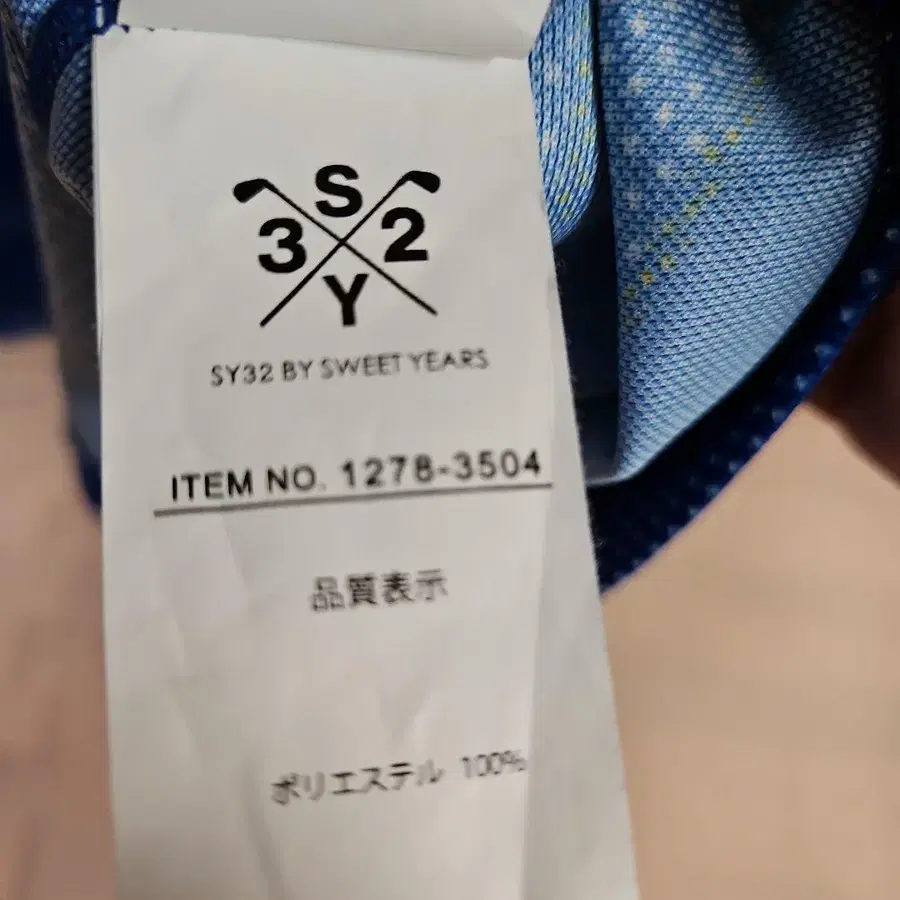 S
3 2
Y
SY32 BY SWEET YEARS
ITEM NO. 1278-3504
品質表示
ポリエステル 100%